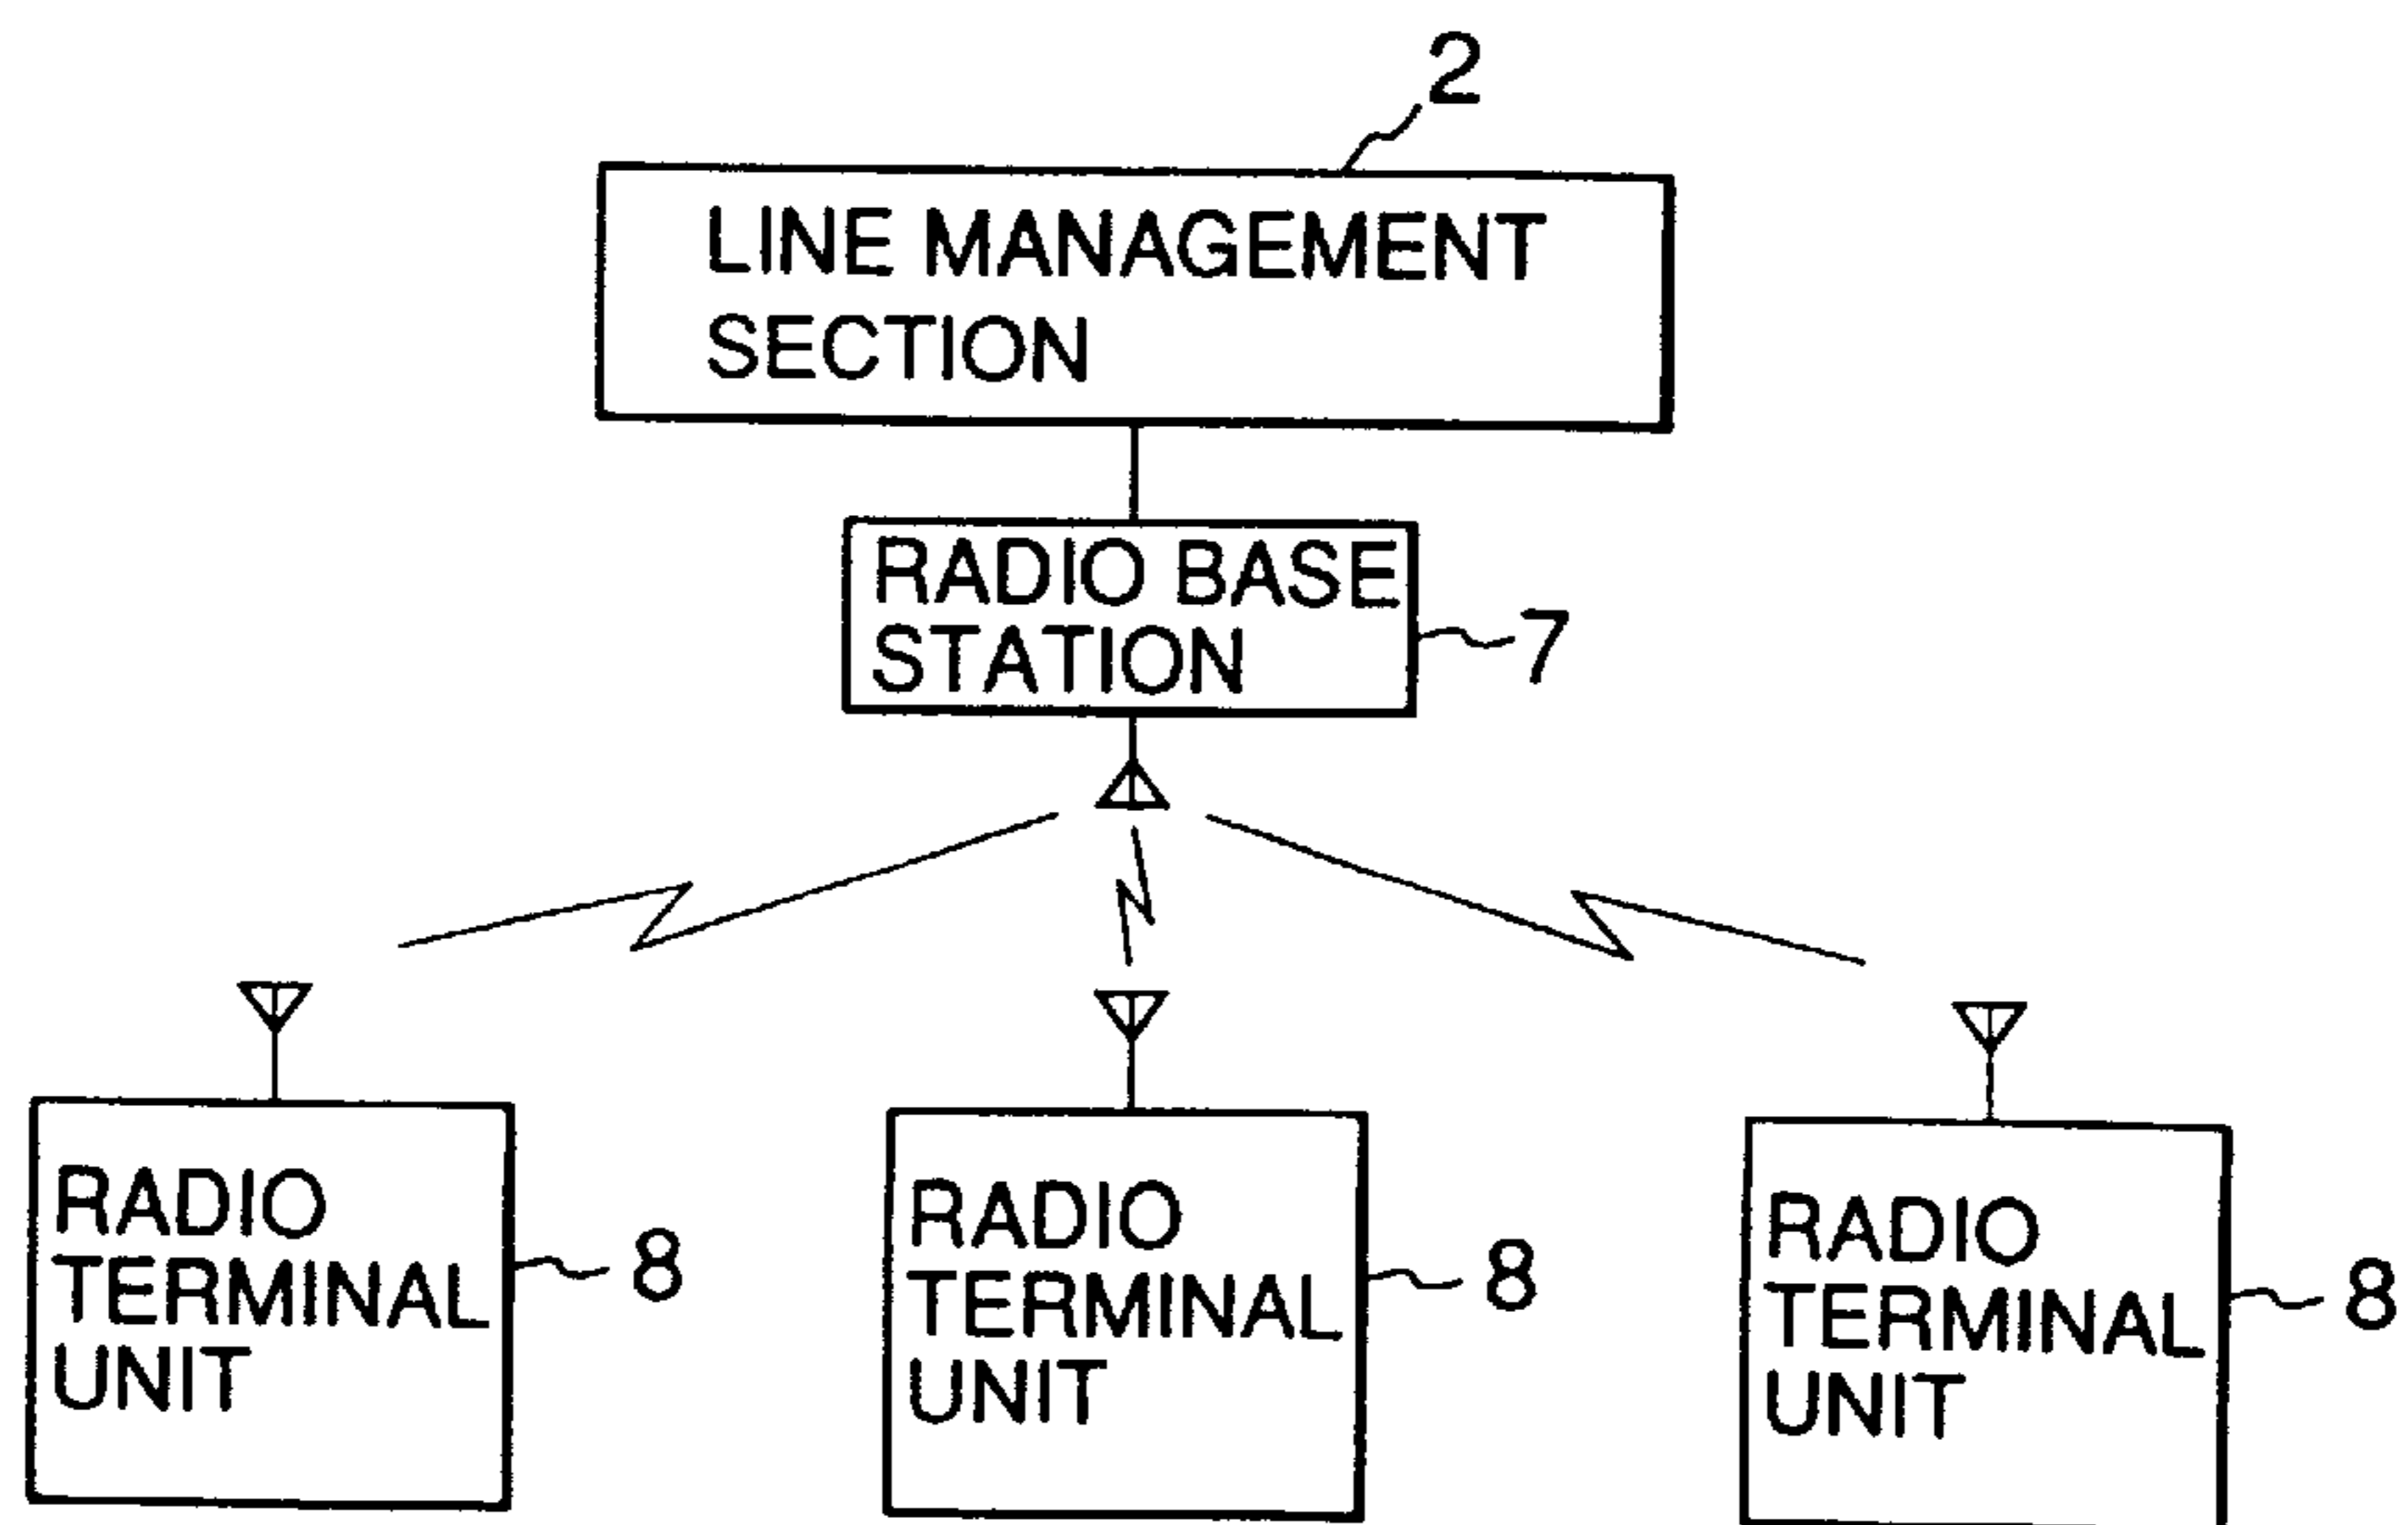 2
LINE MANAGEMENT
SECTION
RADIO BASE
STATION
7
RADIO
TERMINAL
UNIT
8
RADIO
TERMINAL
UNIT
8
RADIO
TERMINAL
UNIT
8